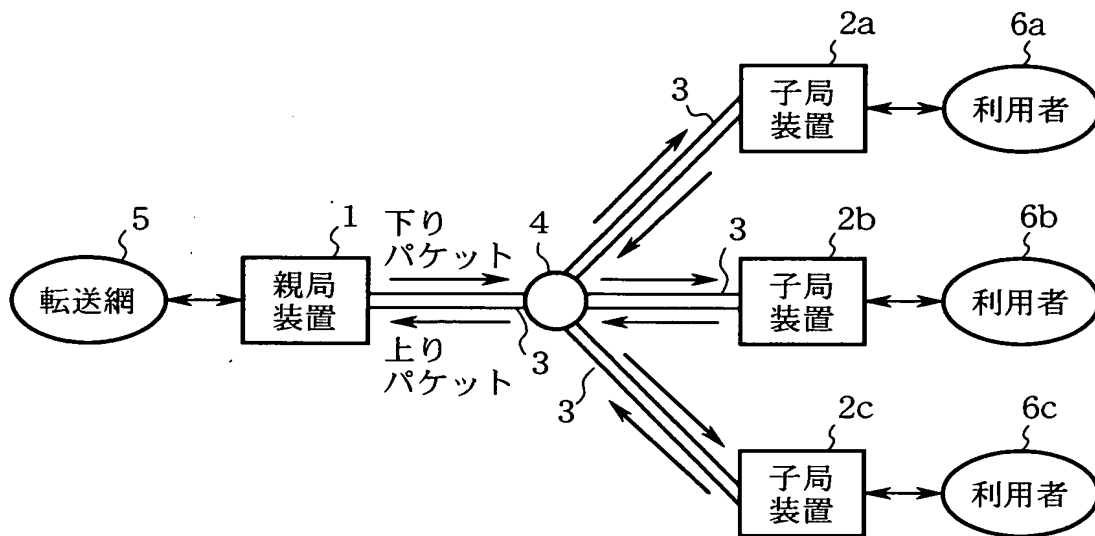 2a
6a
3
子局
装置
利用者
5
1
下り
パケット
4
3
2b
6b
転送網
親局
装置
子局
装置
利用者
上り
パケット
3
3
2c
6c
子局
装置
利用者